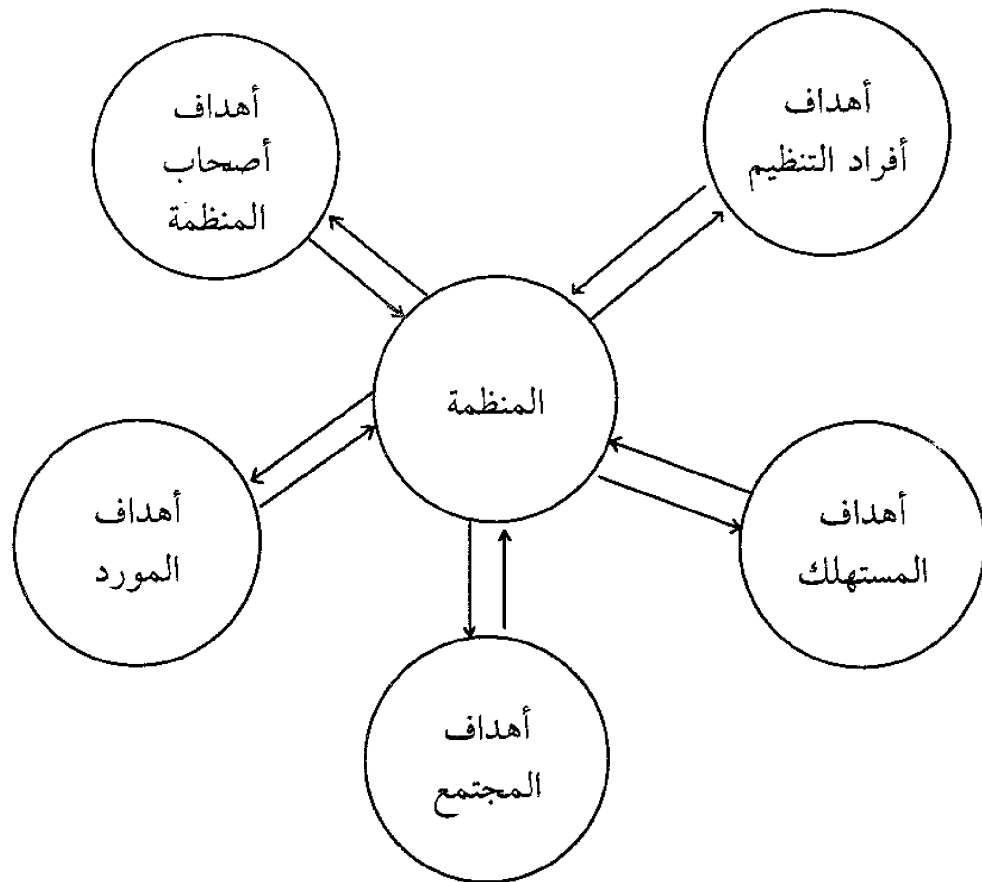 أهداف
أفراد التنظيم
أهداف
أصحاب
المنظمة
المنظمة
أهداف
المستهلك
أهداف
المورد
أهداف
المجتمع